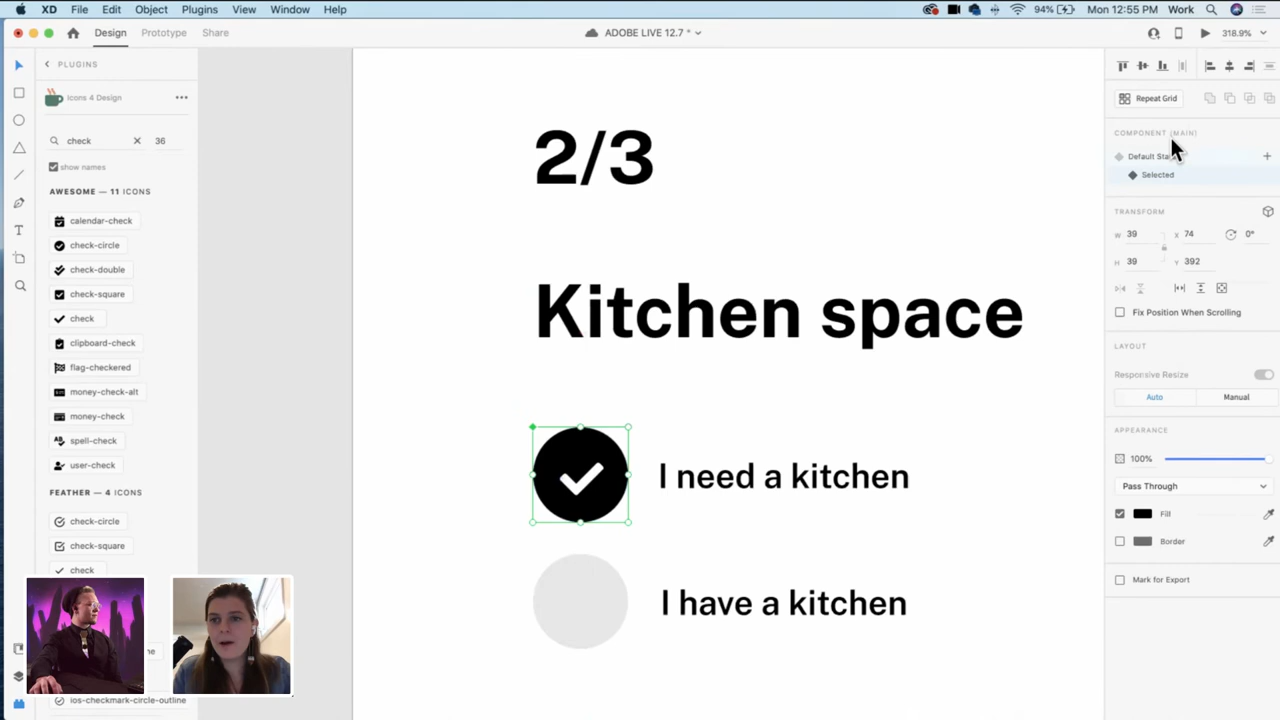 XD File Edit Object Plugins View Window Help 94% Mon 12:55 PM Work
Design Prototype Share ADOBE LIVE 12.7 * 318.9%
PLUGINS
Icons 4 Design
check 36
show names
AWESOME — 11 ICONS
calendar-check
check-circle
check-double
check-square
check
clipboard-check
flag-checkered
money-check-alt
money-check
spell-check
user-check
FEATHER — 4 ICONS
check-circle
check-square
check
ios-checkmark-circle-outline
2/3
Kitchen space
I need a kitchen
I have a kitchen
Repeat Grid
COMPONENT (MAIN)
Default
Selected
TRANSFORM
W 39 X 74 0°
H 39 Y 392
Fix Position When Scrolling
LAYOUT
Responsive Resize
Auto Manual
APPEARANCE
100%
Pass Through
Fill
Border
Mark for Export